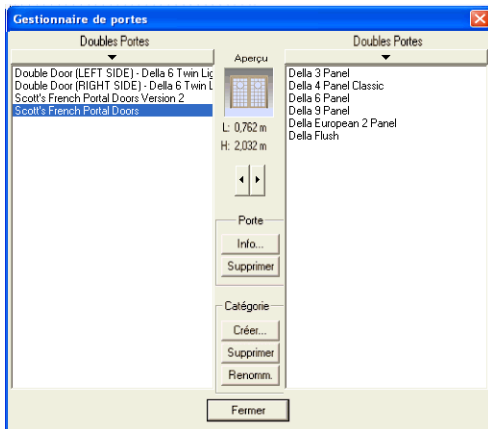 Gestionnaire de portes
Doubles Portes
Double Door (LEFT SIDE) - Della 6 Twin Lig
Double Door (RIGHT SIDE) - Della 6 Twin L
Scott's French Portal Doors Version 2
Scott's French Portal Doors
Aperçu
L: 0,762 m
H: 2,032 m
Porte
Info...
Supprimer
Catégorie
Créer...
Supprimer
Renomm.
Doubles Portes
Della 3 Panel
Della 4 Panel Classic
Della 6 Panel
Della 9 Panel
Della European 2 Panel
Della Flush
Fermer